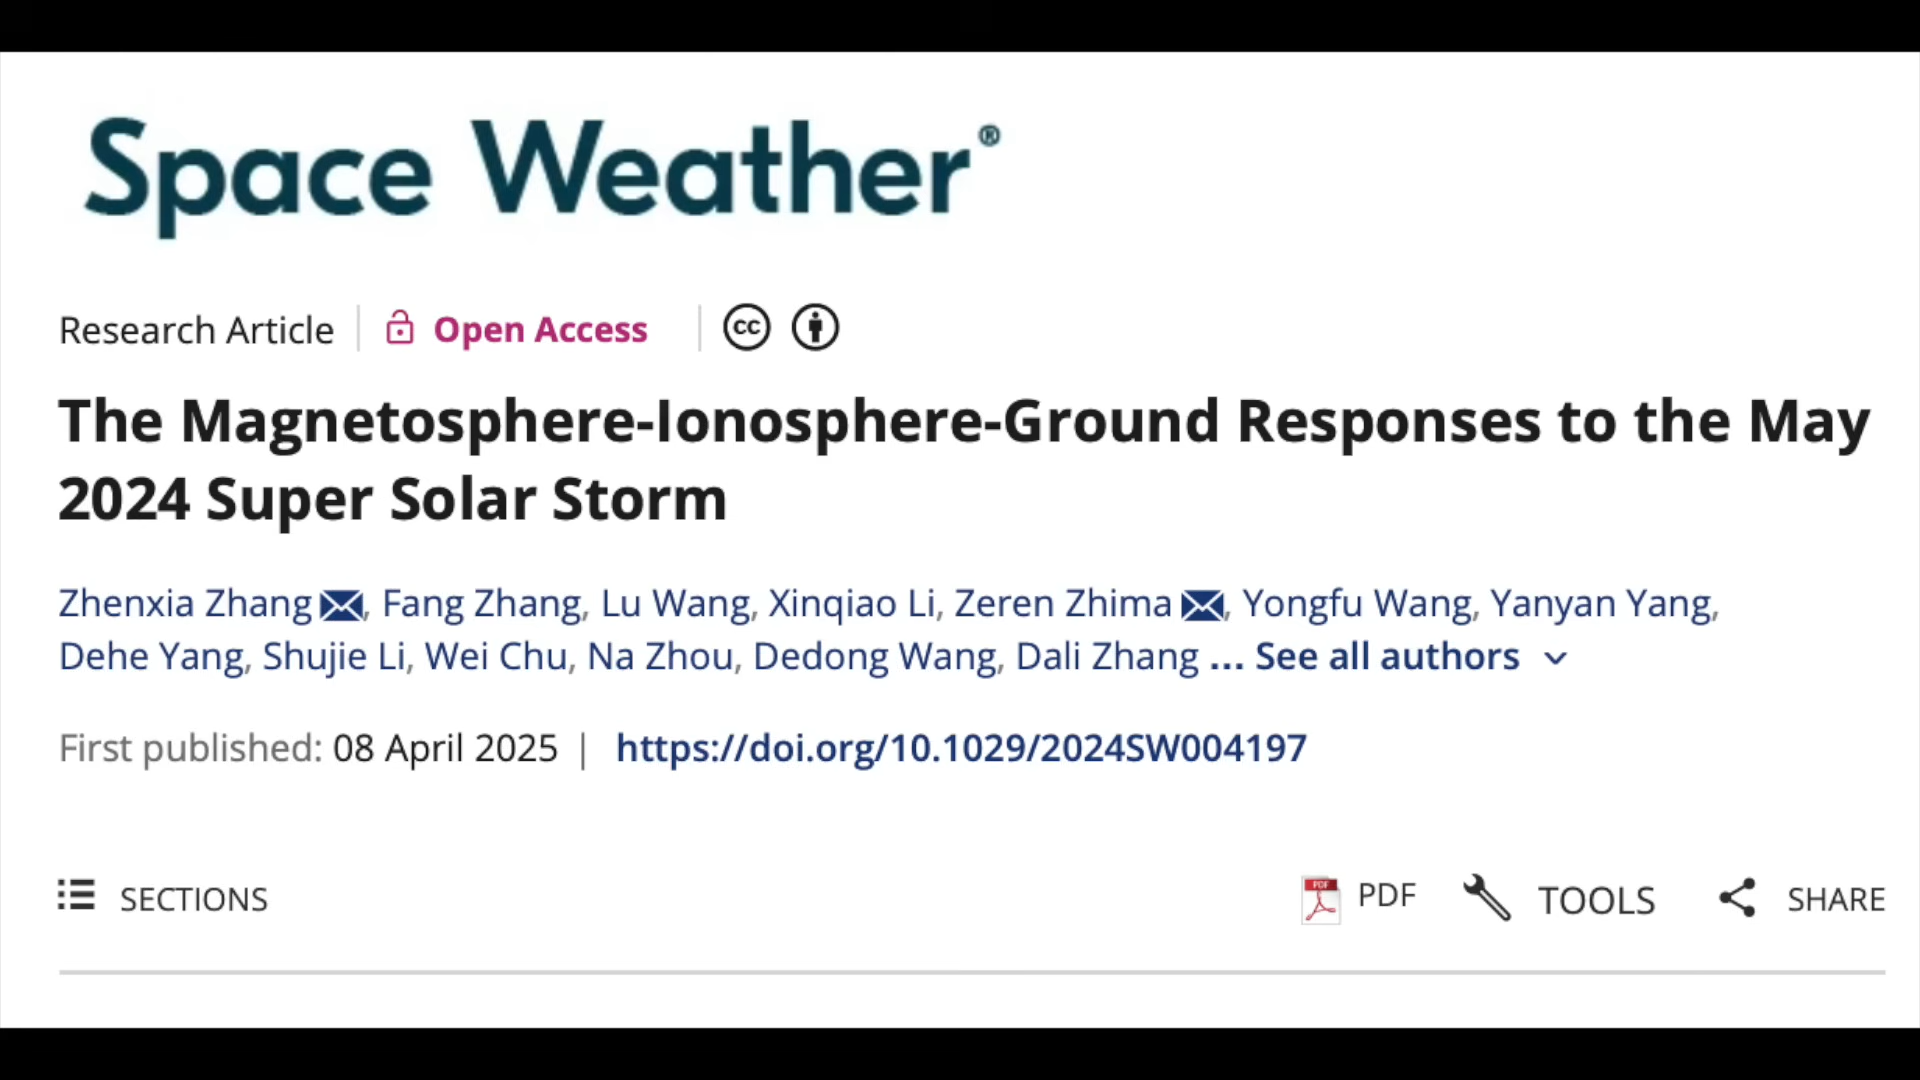 Space Weather®
Research Article Open Access
The Magnetosphere-Ionosphere-Ground Responses to the May
2024 Super Solar Storm
Zhenxia Zhang, Fang Zhang, Lu Wang, Xinqiao Li, Zeren Zhima, Yongfu Wang, Yanyan Yang,
Dehe Yang, Shujie Li, Wei Chu, Na Zhou, Dedong Wang, Dali Zhang ... See all authors
First published: 08 April 2025 | https://doi.org/10.1029/2024SW004197
SECTIONS PDF TOOLS SHARE